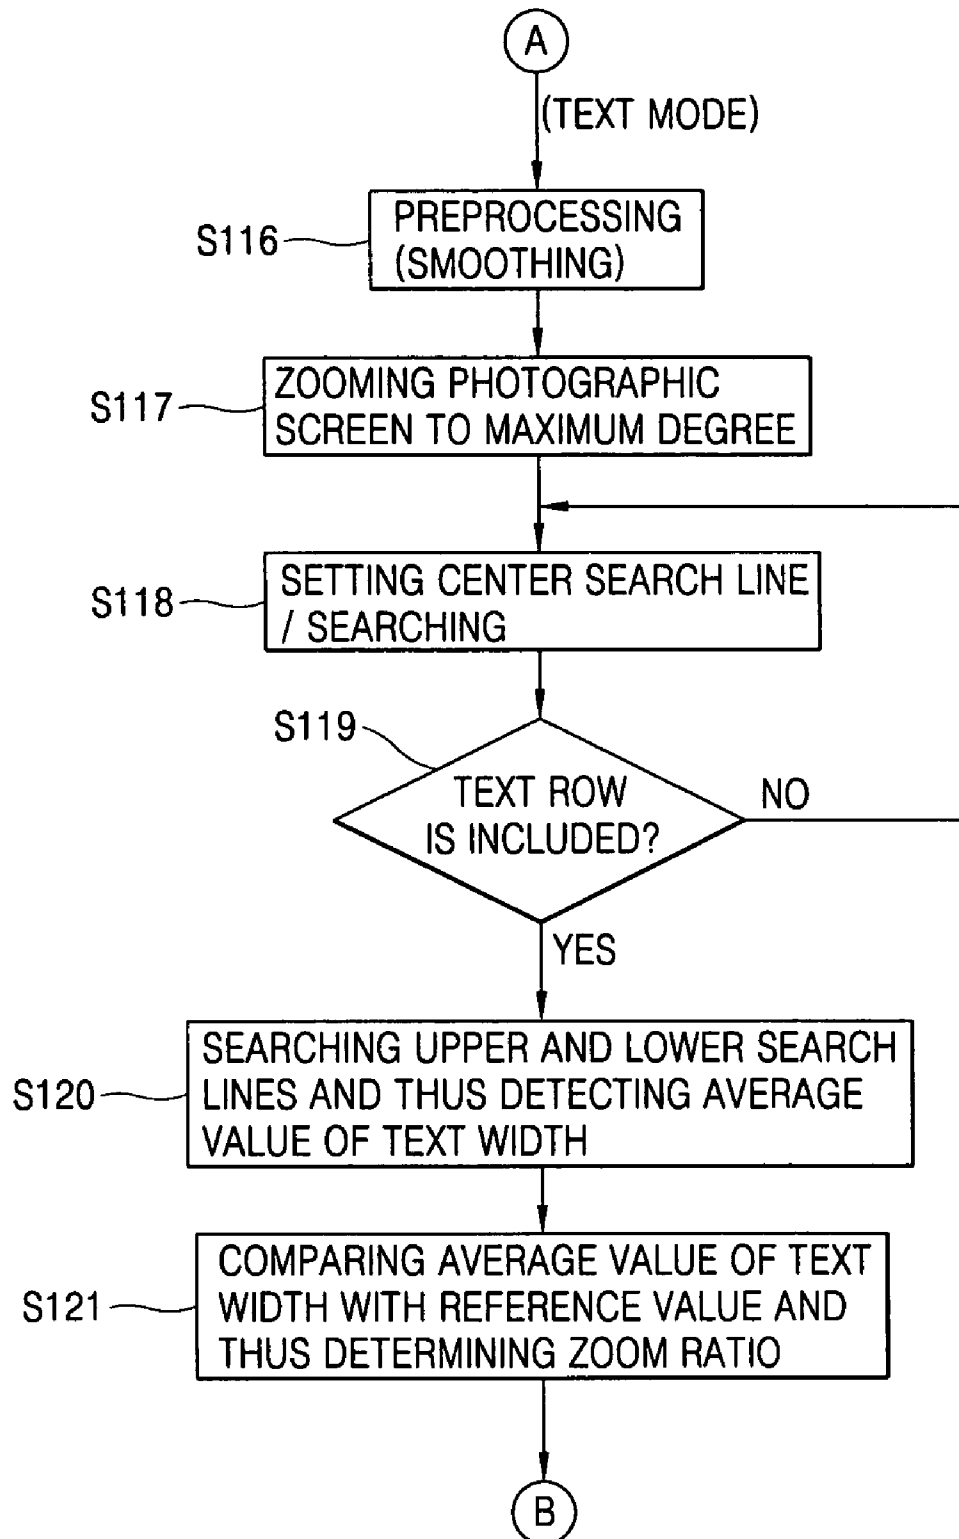 A
(TEXT MODE)
S116
PREPROCESSING
(SMOOTHING)
S117
ZOOMING PHOTOGRAPHIC
SCREEN TO MAXIMUM DEGREE
S118
SETTING CENTER SEARCH LINE
/ SEARCHING
S119
TEXT ROW
IS INCLUDED?
NO
YES
S120
SEARCHING UPPER AND LOWER SEARCH
LINES AND THUS DETECTING AVERAGE
VALUE OF TEXT WIDTH
S121
COMPARING AVERAGE VALUE OF TEXT
WIDTH WITH REFERENCE VALUE AND
THUS DETERMINING ZOOM RATIO
B